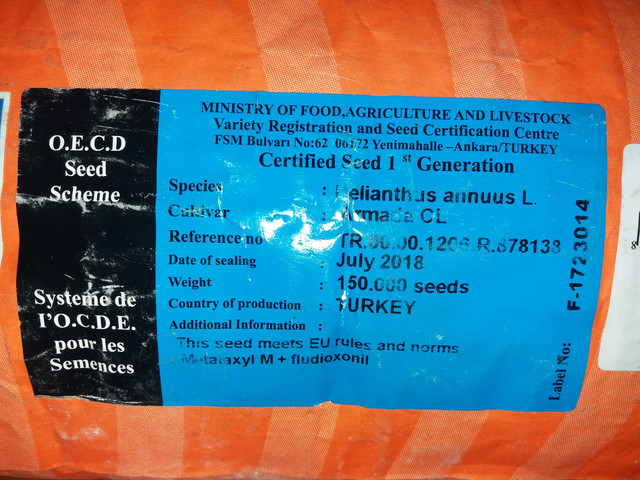 O.E.C.D
Seed
Scheme
Systeme de
l'O.C.D.E.
pour les
Semences
MINISTRY OF FOOD,AGRICULTURE AND LIVESTOCK
Variety Registration and Seed Certification Centre
FSM Bulvarı No:62 06172 Yenimahalle –Ankara/TURKEY
Certified Seed 1 st Generation
Species : Helianthus annuus L.
Cultivar : Armada CL
Reference no : TR.00.00.1206.R.878138
Date of sealing : July 2018
Weight : 150.000 seeds
Country of production : TURKEY
Additional Information :
This seed meets EU rules and norms
Metalaxyl M + fludioxonil
Label No: F-1723014